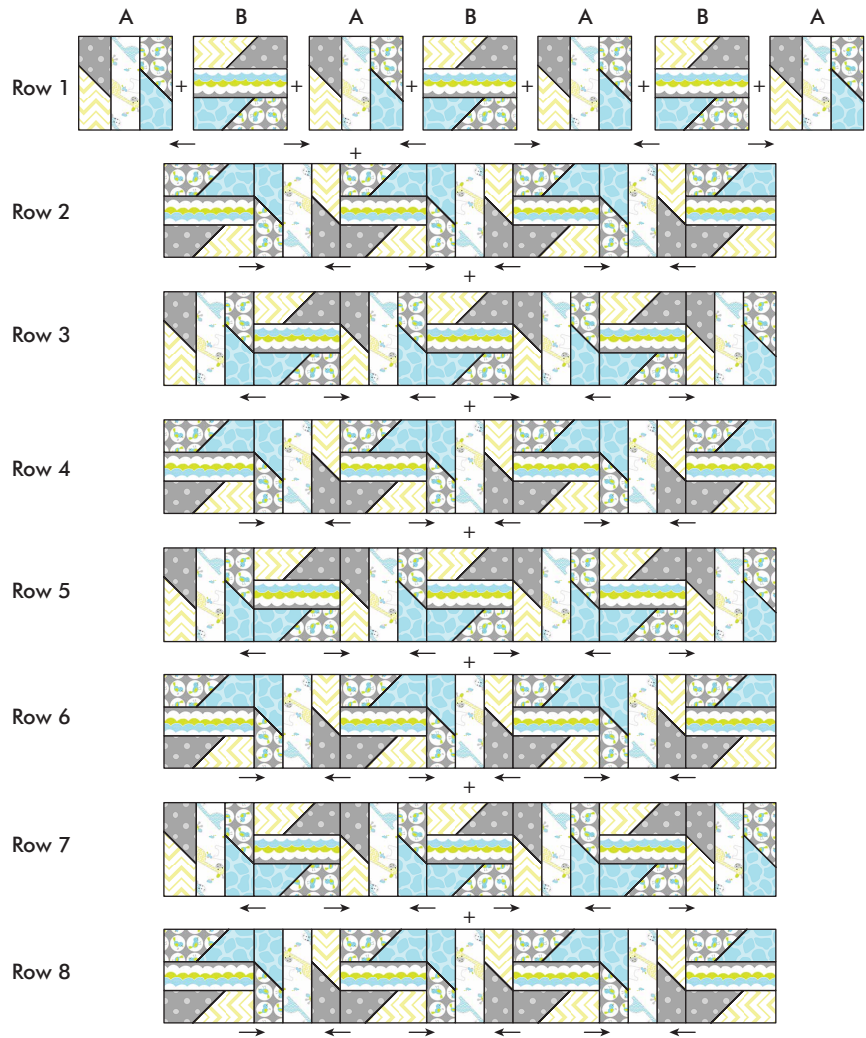 A B A B A B A
Row 1 + + + + + +
+
Row 2
+
Row 3
+
Row 4
+
Row 5
+
Row 6
+
Row 7
+
Row 8